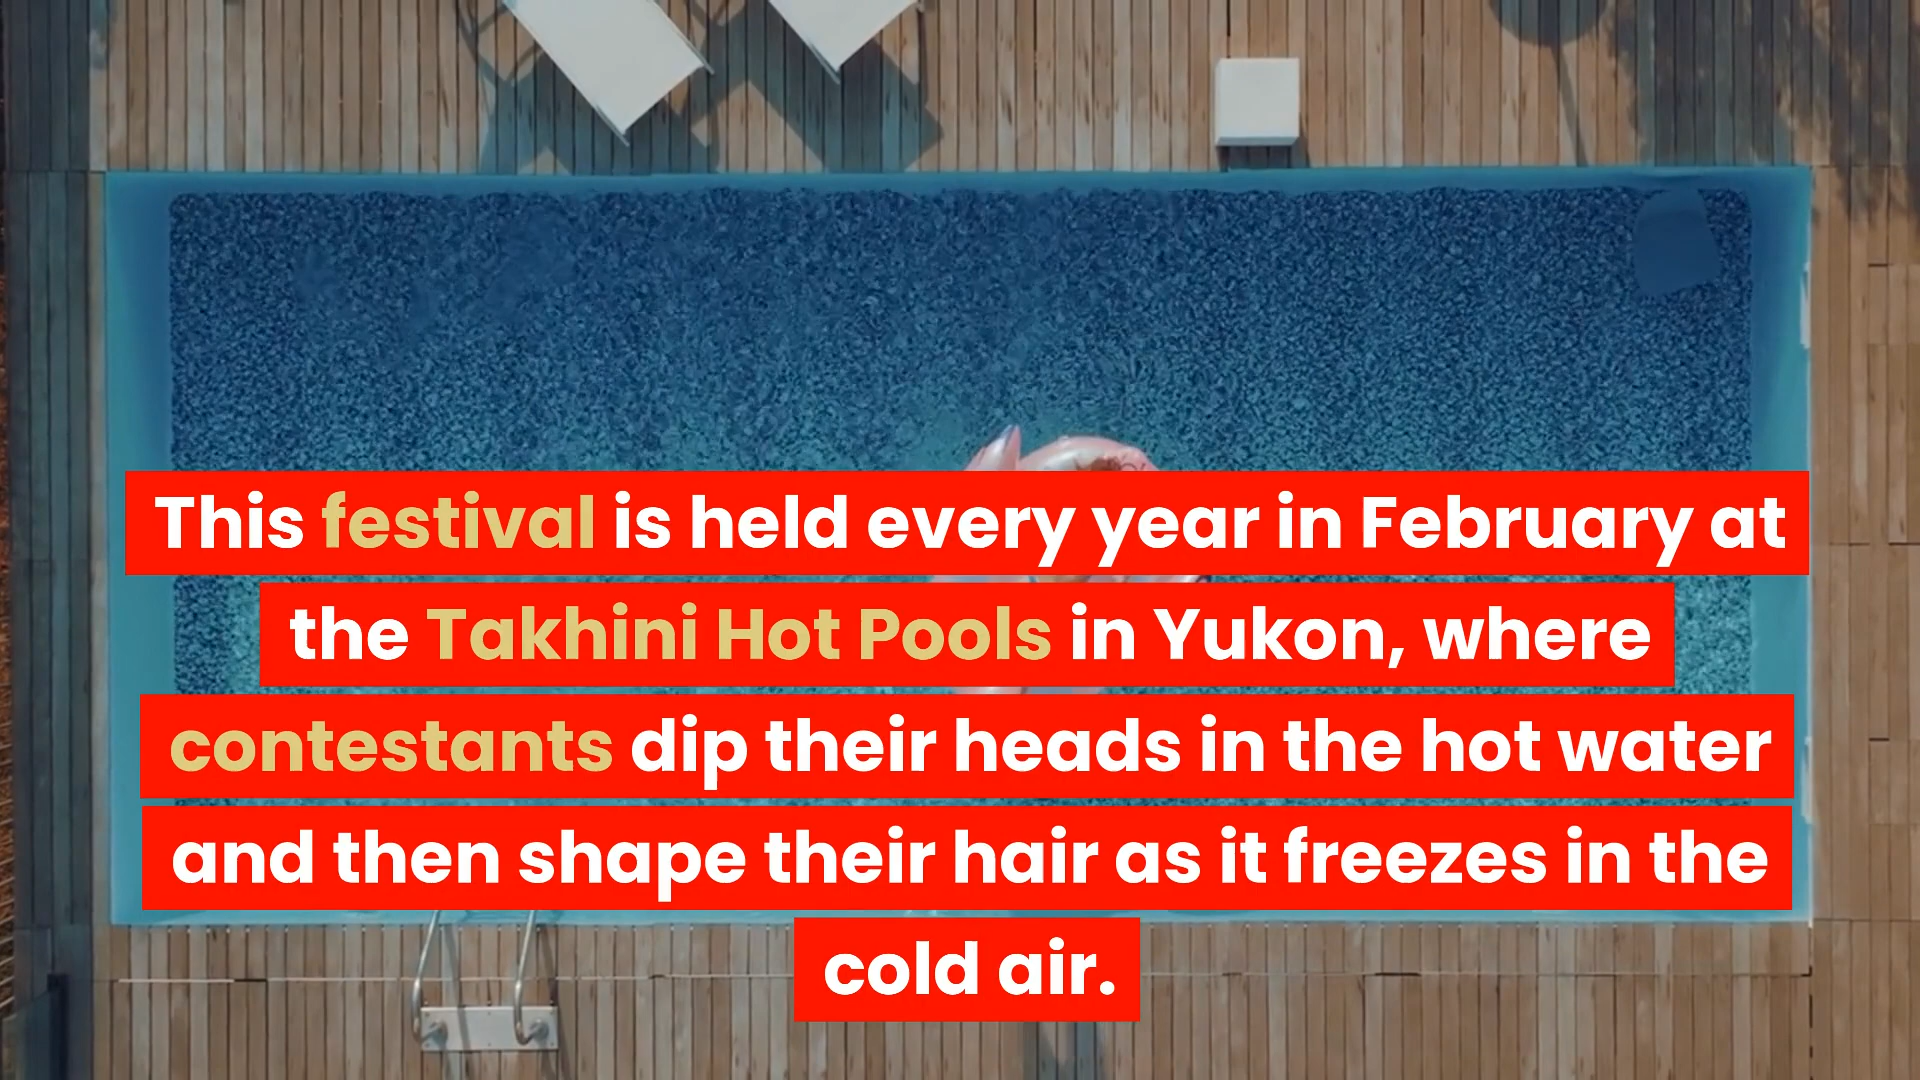 This festival is held every year in February at
the Takhini Hot Pools in Yukon, where
contestants dip their heads in the hot water
and then shape their hair as it freezes in the
cold air.